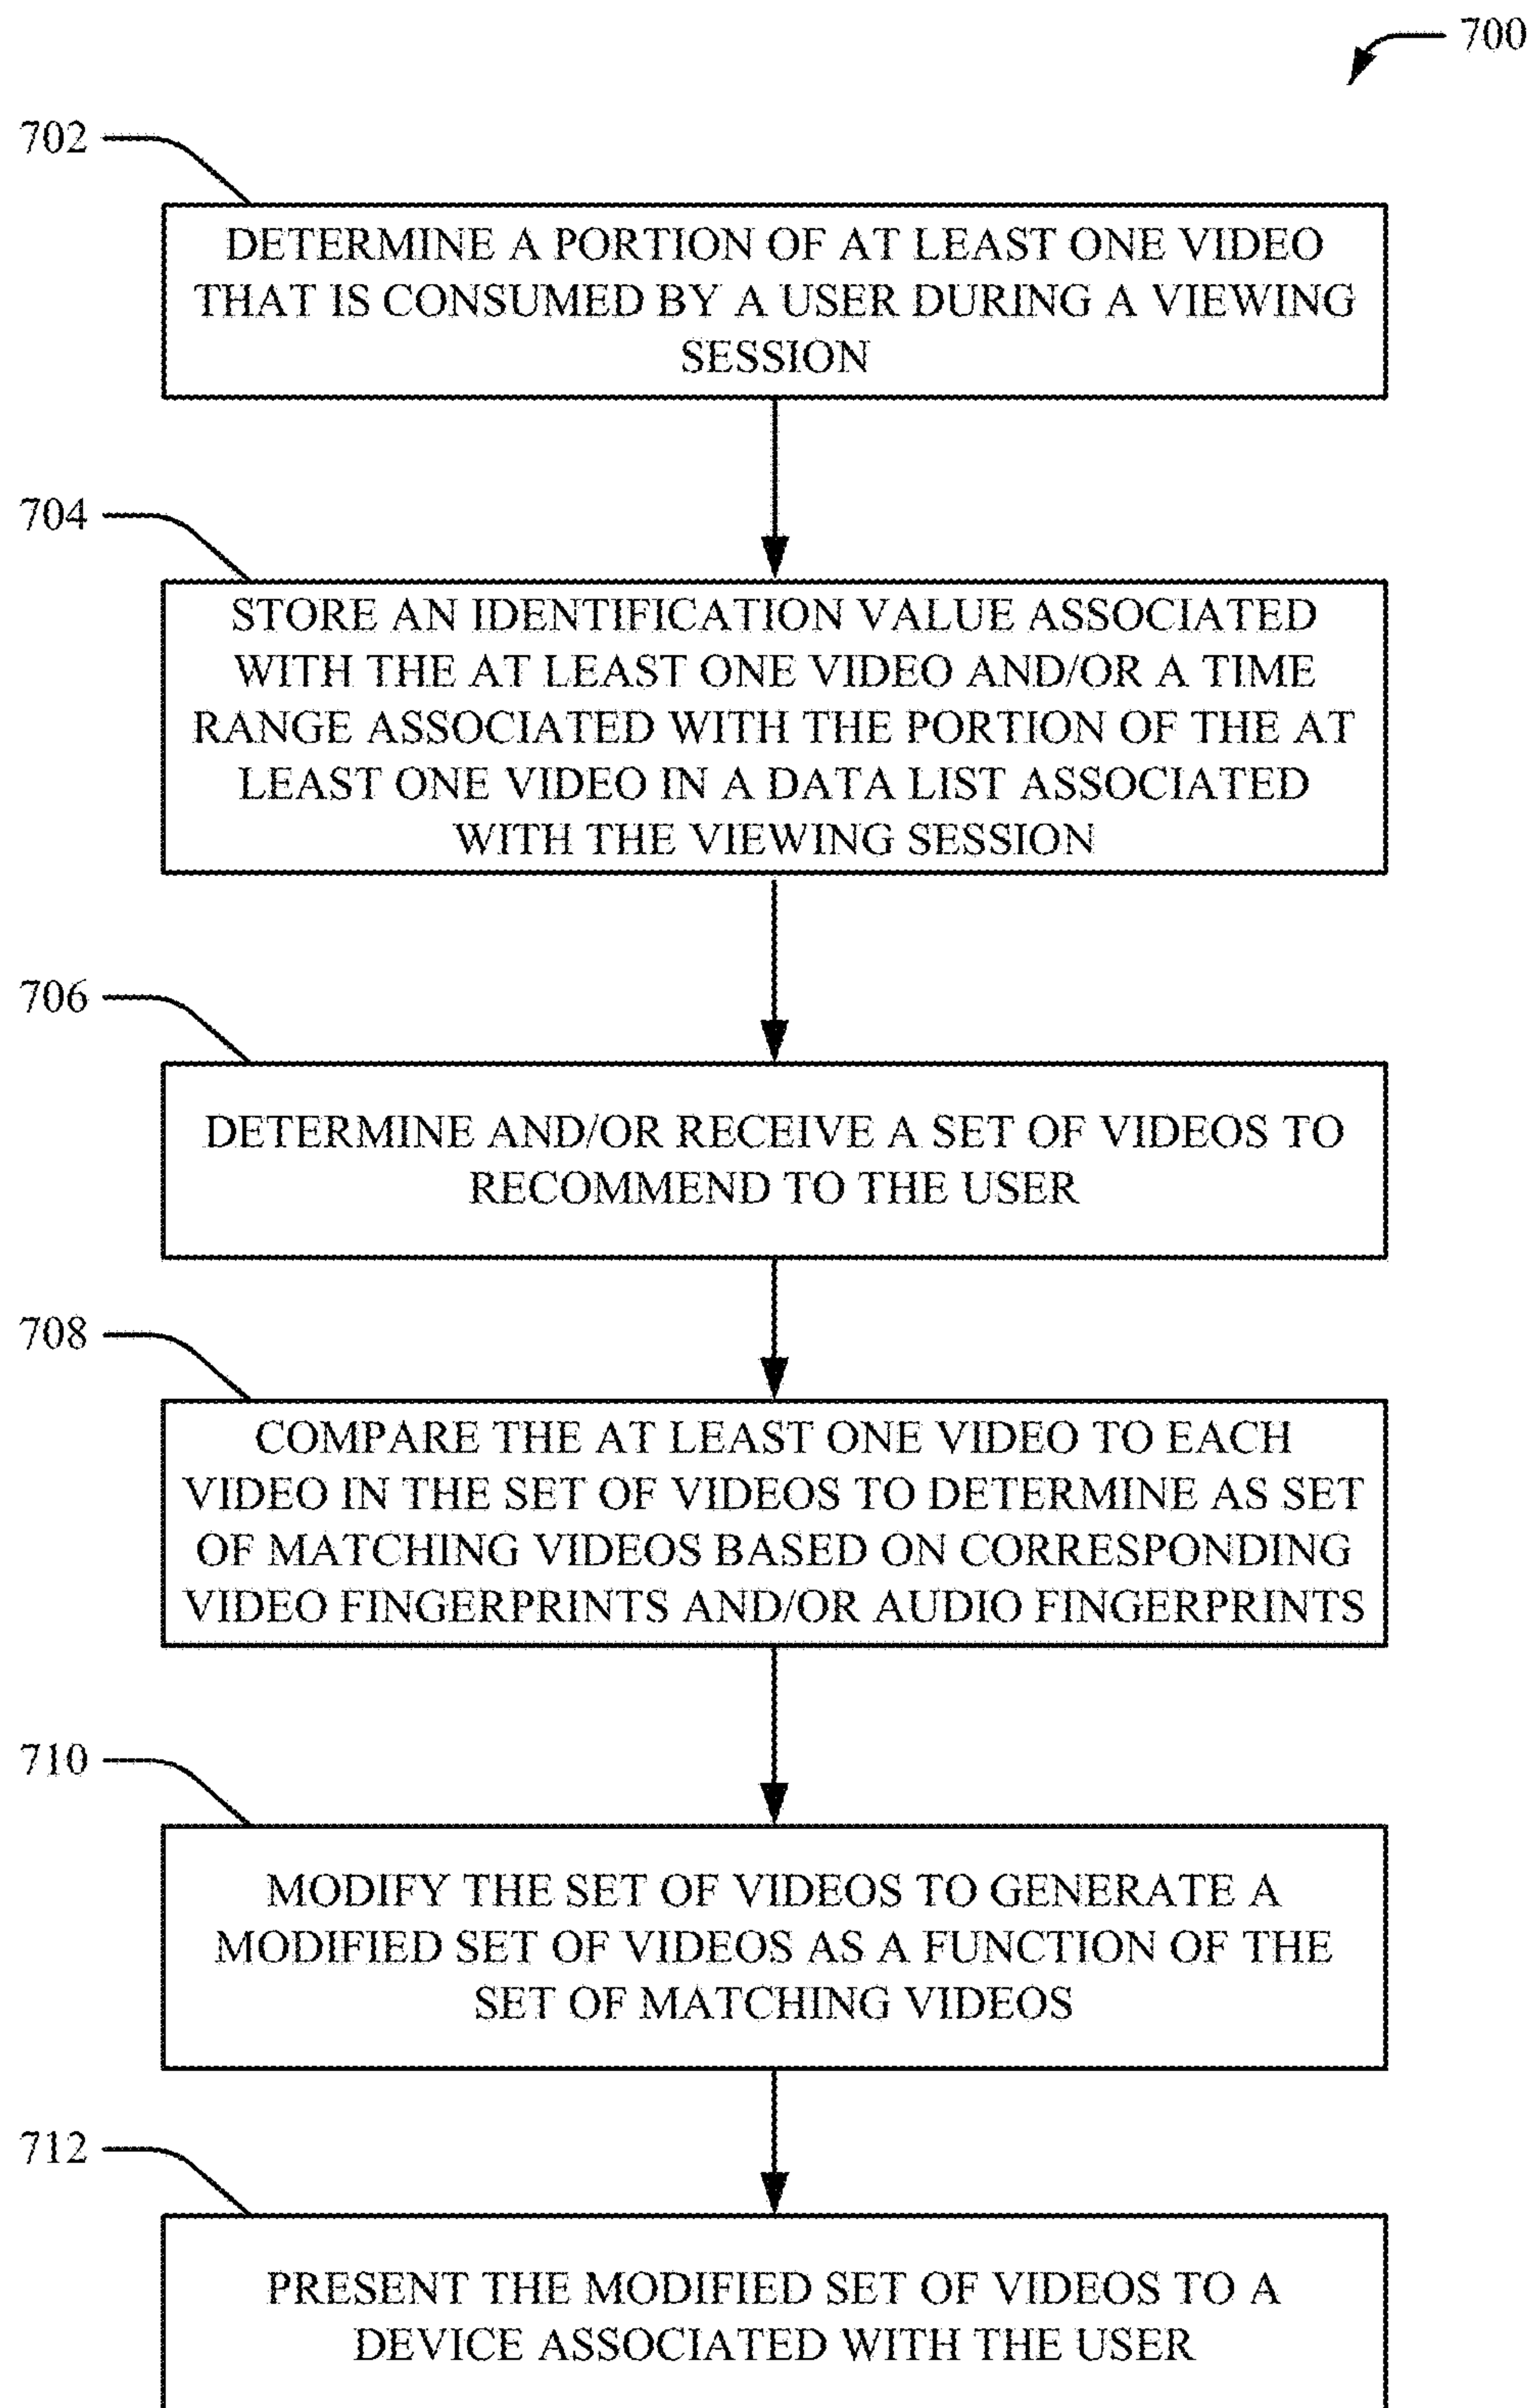 700
702
DETERMINE A PORTION OF AT LEAST ONE VIDEO
THAT IS CONSUMED BY A USER DURING A VIEWING
SESSION
704
STORE AN IDENTIFICATION VALUE ASSOCIATED
WITH THE AT LEAST ONE VIDEO AND/OR A TIME
RANGE ASSOCIATED WITH THE PORTION OF THE AT
LEAST ONE VIDEO IN A DATA LIST ASSOCIATED
WITH THE VIEWING SESSION
706
DETERMINE AND/OR RECEIVE A SET OF VIDEOS TO
RECOMMEND TO THE USER
708
COMPARE THE AT LEAST ONE VIDEO TO EACH
VIDEO IN THE SET OF VIDEOS TO DETERMINE AS SET
OF MATCHING VIDEOS BASED ON CORRESPONDING
VIDEO FINGERPRINTS AND/OR AUDIO FINGERPRINTS
710
MODIFY THE SET OF VIDEOS TO GENERATE A
MODIFIED SET OF VIDEOS AS A FUNCTION OF THE
SET OF MATCHING VIDEOS
712
PRESENT THE MODIFIED SET OF VIDEOS TO A
DEVICE ASSOCIATED WITH THE USER